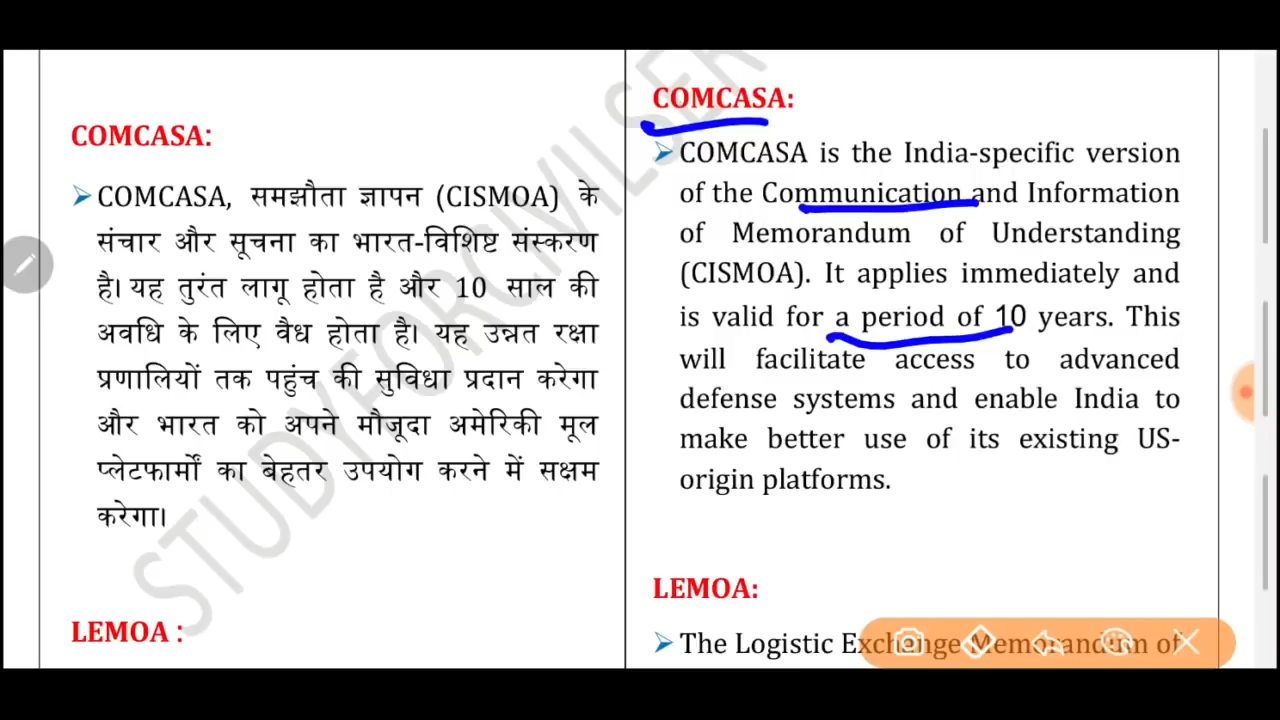 COMCASA:
COMCASA, समझौता ज्ञापन (CISMOA) के
संचार और सूचना का भारत-विशिष्ट संस्करण
है। यह तुरंत लागू होता है और 10 साल की
अवधि के लिए वैध होता है। यह उन्नत रक्षा
प्रणालियों तक पहुंच की सुविधा प्रदान करेगा
और भारत को अपने मौजूदा अमेरिकी मूल
प्लेटफार्मों का बेहतर उपयोग करने में सक्षम
करेगा।
LEMOA :
COMCASA:
COMCASA is the India-specific version
of the Communication and Information
of Memorandum of Understanding
(CISMOA). It applies immediately and
is valid for a period of 10 years. This
will facilitate access to advanced
defense systems and enable India to
make better use of its existing US-
origin platforms.
LEMOA:
The Logistic Exchange Memorandum of
STUDYFORCIVILSER